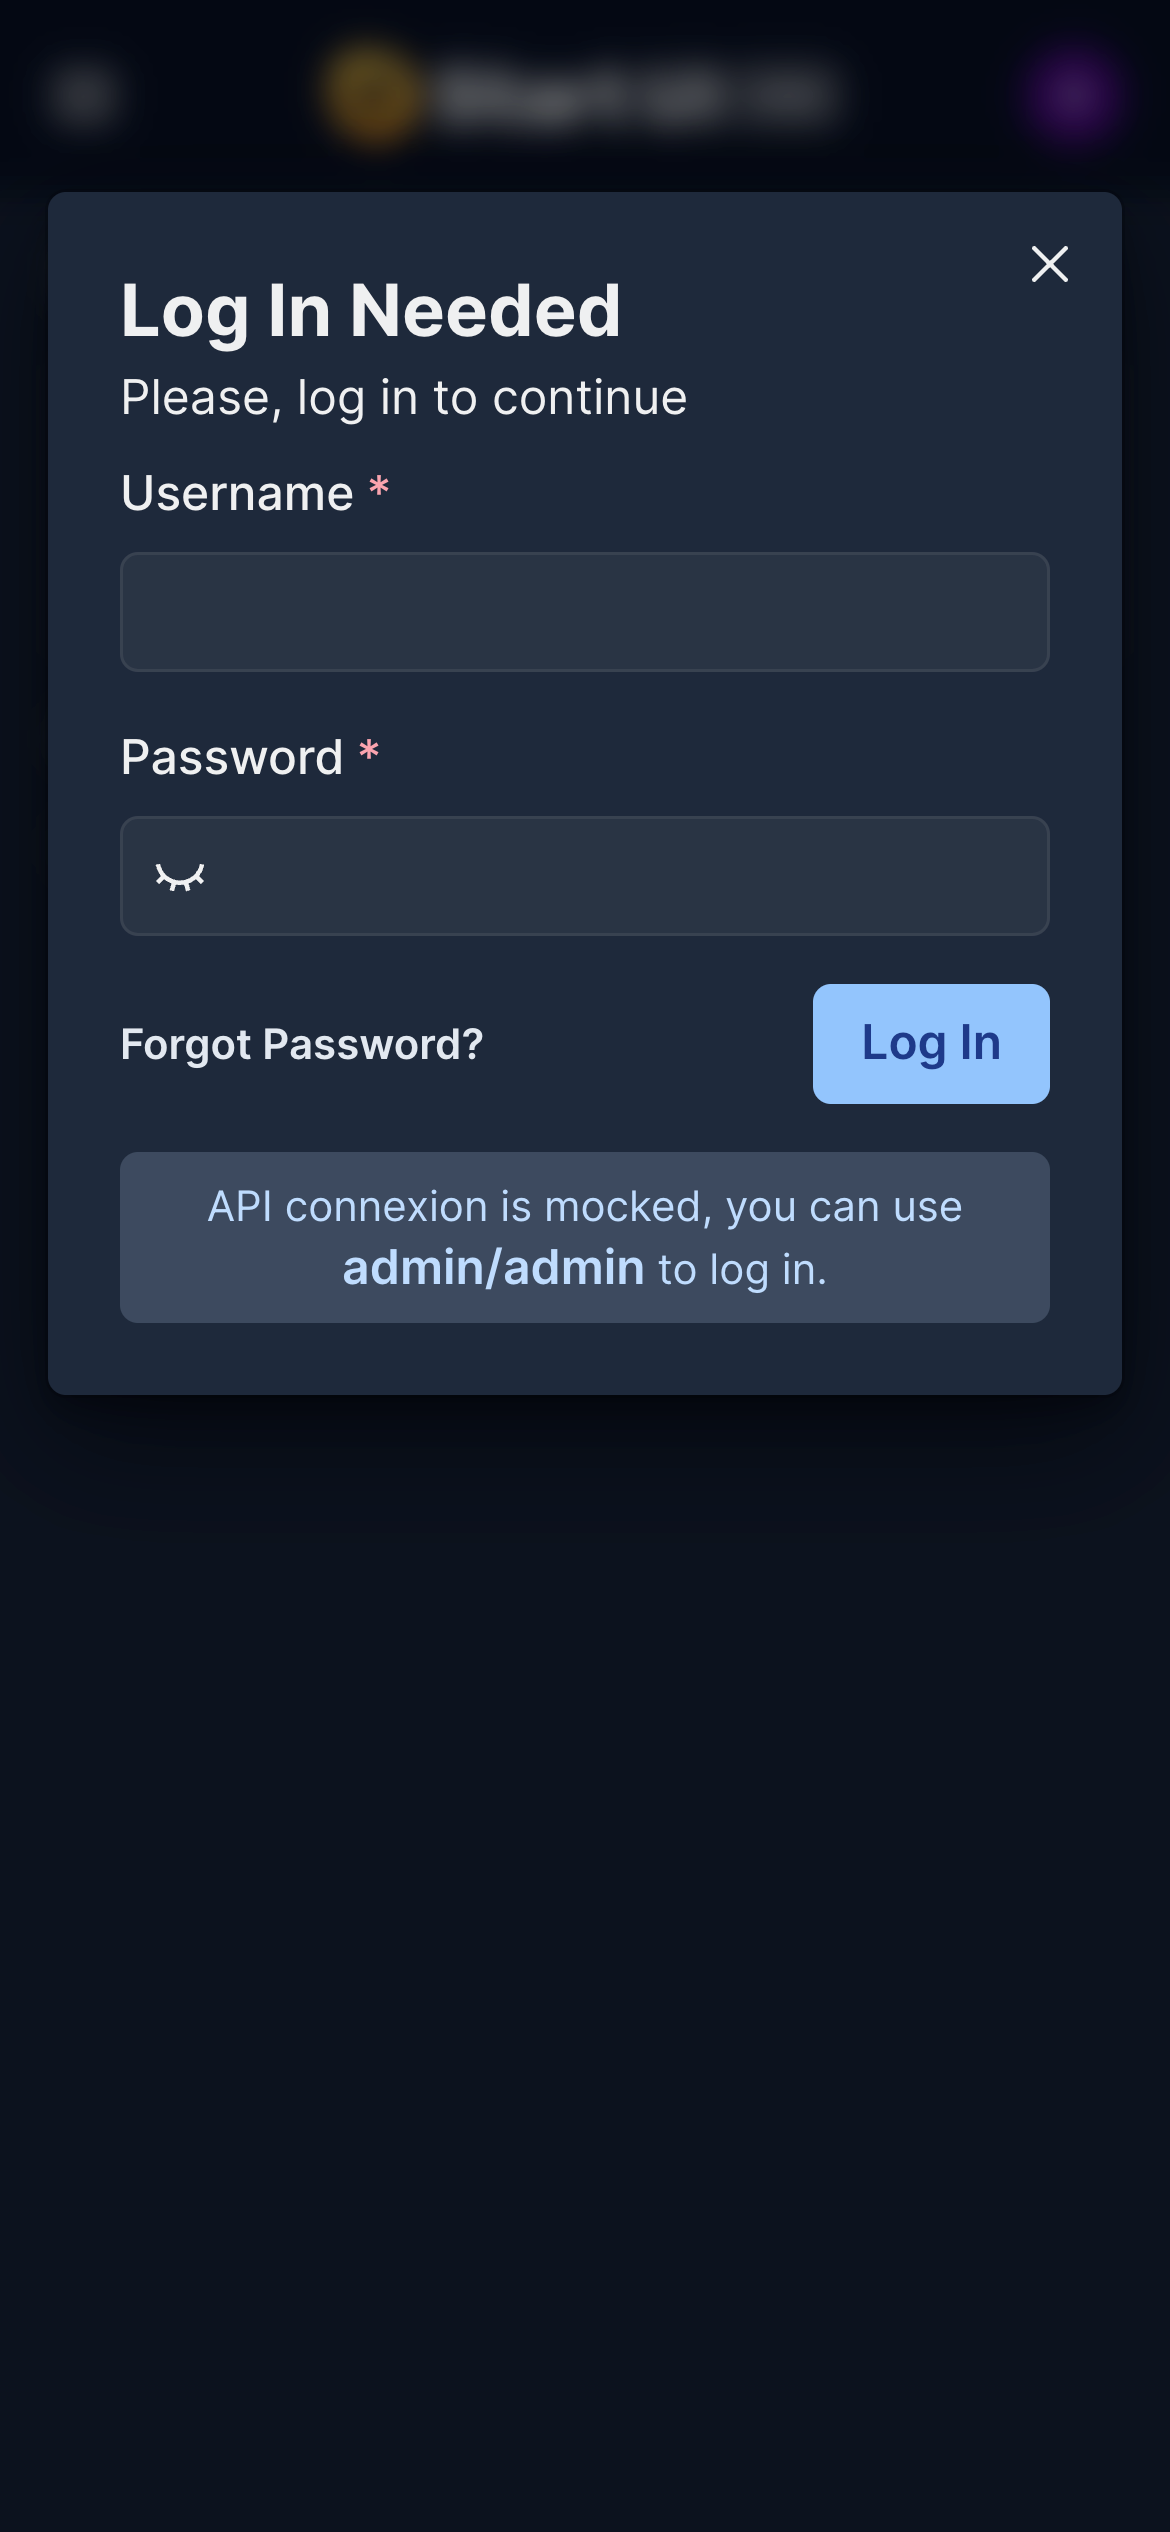 Log In Needed
Please, log in to continue
Username *
Password *
Forgot Password?
Log In
API connexion is mocked, you can use
admin/admin to log in.